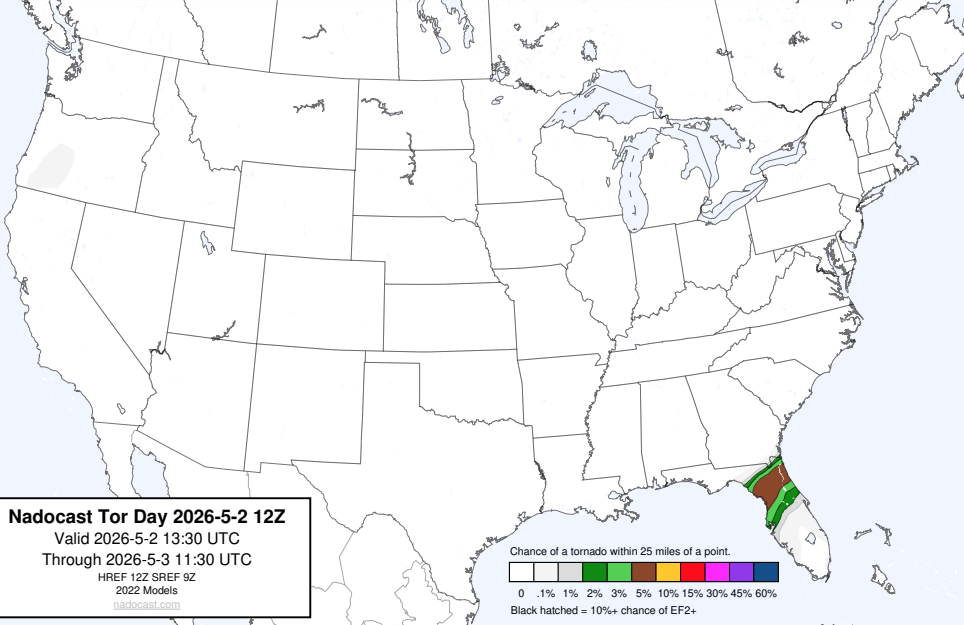 Nadocast Tor Day 2026-5-2 12Z
Valid 2026-5-2 13:30 UTC
Through 2026-5-3 11:30 UTC
HREF 12Z SREF 9Z
2022 Models
nadocast.com
Chance of a tornado within 25 miles of a point.
0 .1% 1% 2% 3% 5% 10% 15% 30% 45% 60%
Black hatched = 10%+ chance of EF2+